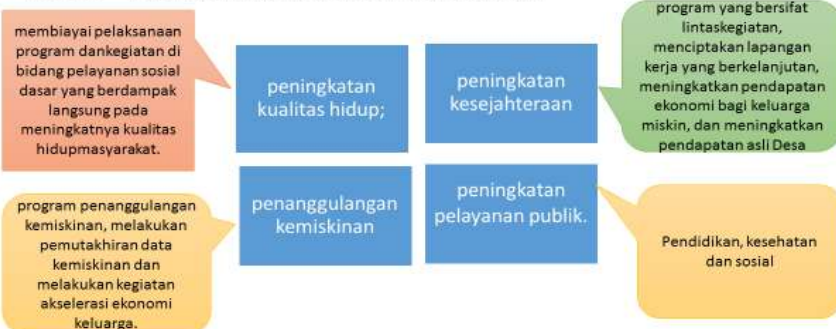 membiayai pelaksanaan
program dankegiatan di
bidang pelayanan sosial
dasar yang berdampak
langsung pada
meningkatnya kualitas
hidupmasyarakat.
peningkatan
kualitas hidup;
peningkatan
kesejahteraan
program yang bersifat
lintaskegiatan,
menciptakan lapangan
kerja yang berkelanjutan,
meningkatkan pendapatan
ekonomi bagi keluarga
miskin, dan meningkatkan
pendapatan asli Desa
program penanggulangan
kemiskinan, melakukan
pemutakhiran data
kemiskinan dan
melakukan kegiatan
akselerasi ekonomi
keluarga.
penanggulangan
kemiskinan
peningkatan
pelayanan publik.
Pendidikan, kesehatan
dan sosial